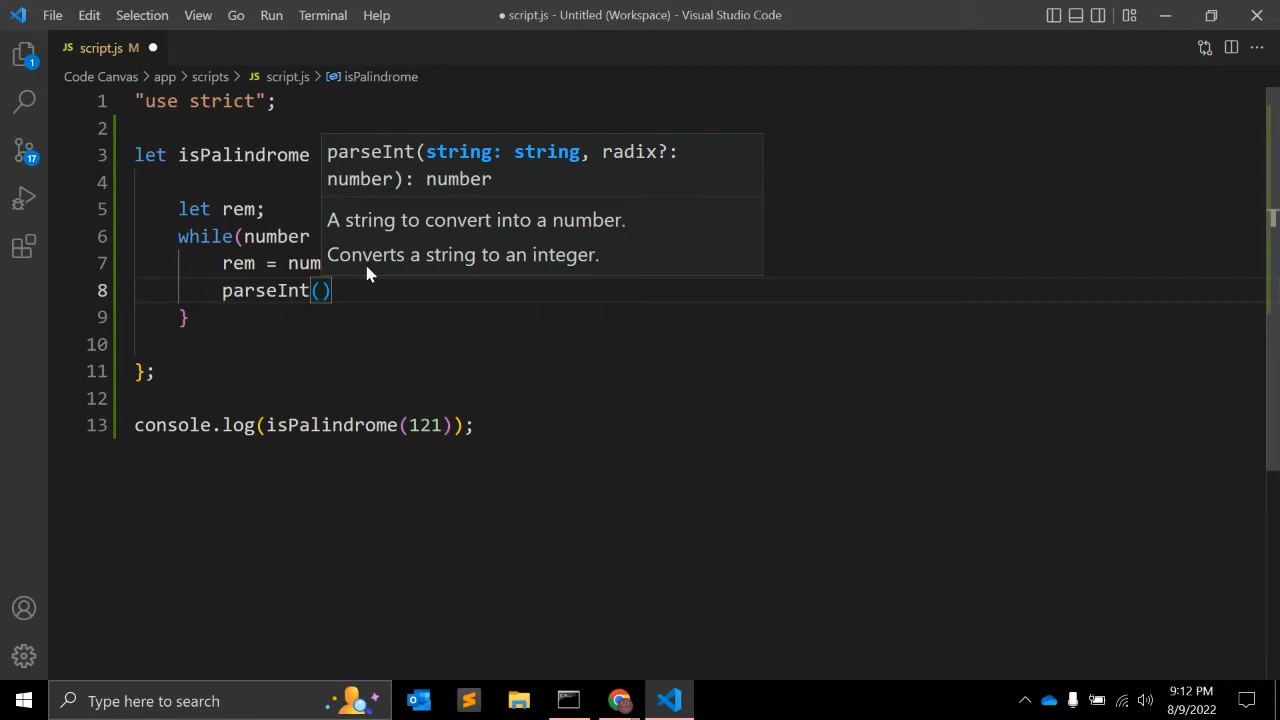 File Edit Selection View Go Run Terminal Help
● script.js - Untitled (Workspace) - Visual Studio Code
JS script.js M ●
Code Canvas > app > scripts > JS script.js > isPalindrome
1 "use strict";
2
3 let isPalindrome
4
5 let rem;
6 while(number
7 rem = num
8 parseInt()
9 }
10
11 };
12
13 console.log(isPalindrome(121));
parseInt(string: string, radix?:
number): number
A string to convert into a number.
Converts a string to an integer.
1
17
Type here to search
9:12 PM
8/9/2022